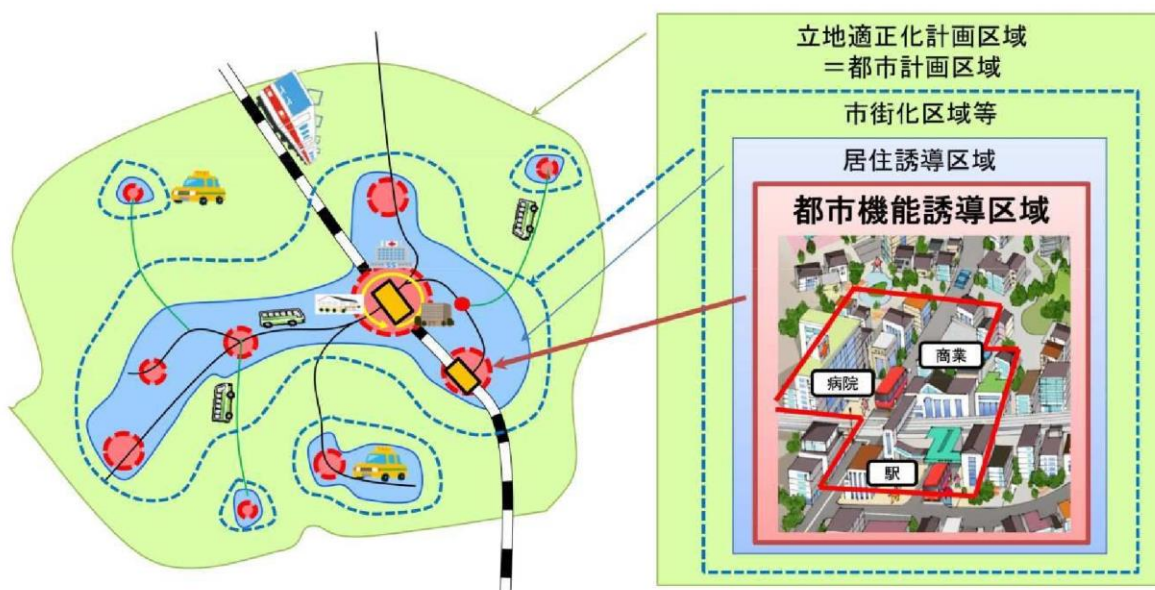 立地適正化計画区域
＝都市計画区域
市街化区域等
居住誘導区域
都市機能誘導区域
商業
病院
駅